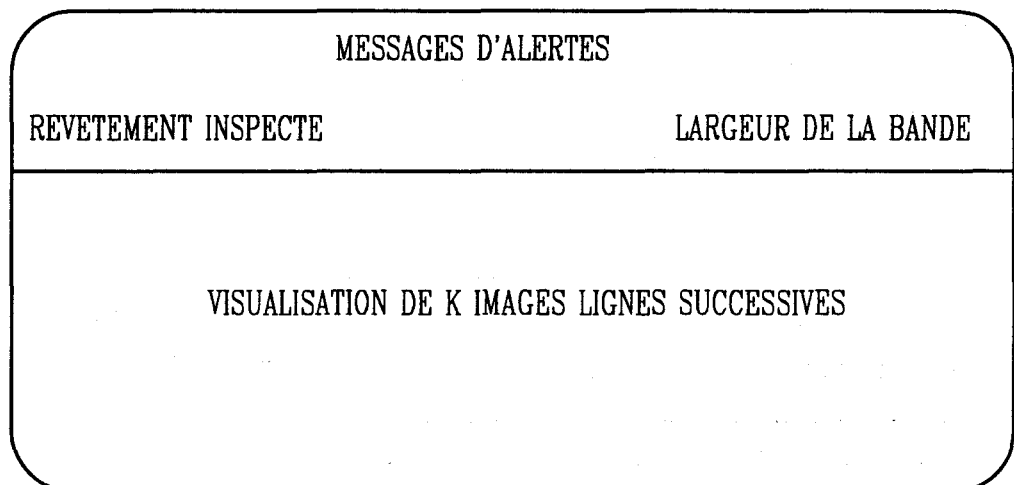 MESSAGES D'ALERTES
REVETEMENT INSPECTE LARGEUR DE LA BANDE
VISUALISATION DE K IMAGES LIGNES SUCCESSIVES